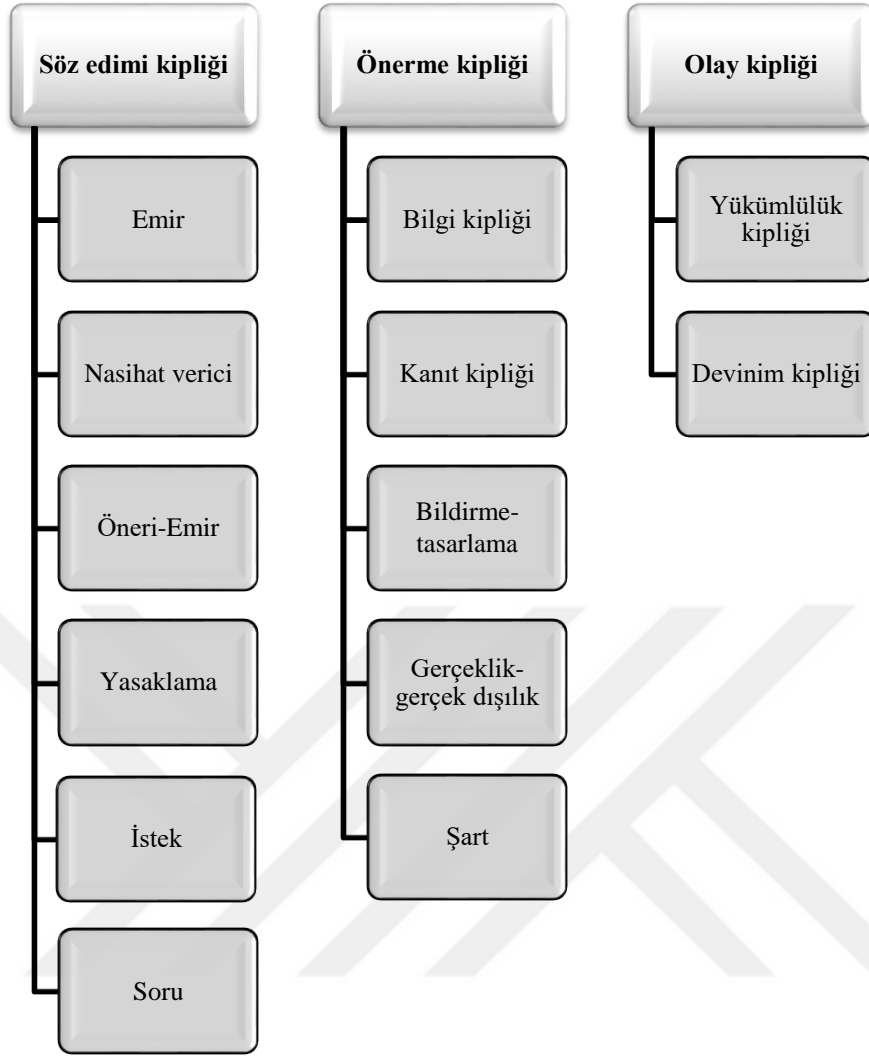 Söz edimi kipliği
Emir
Nasihat verici
Öneri-Emir
Yasaklama
İstek
Soru
Önerme kipliği
Bilgi kipliği
Kanıt kipliği
Bildirme-
tasarlama
Gerçeklik-
gerçek dışılık
Şart
Olay kipliği
Yükümlülük
kipliği
Devinim kipliği